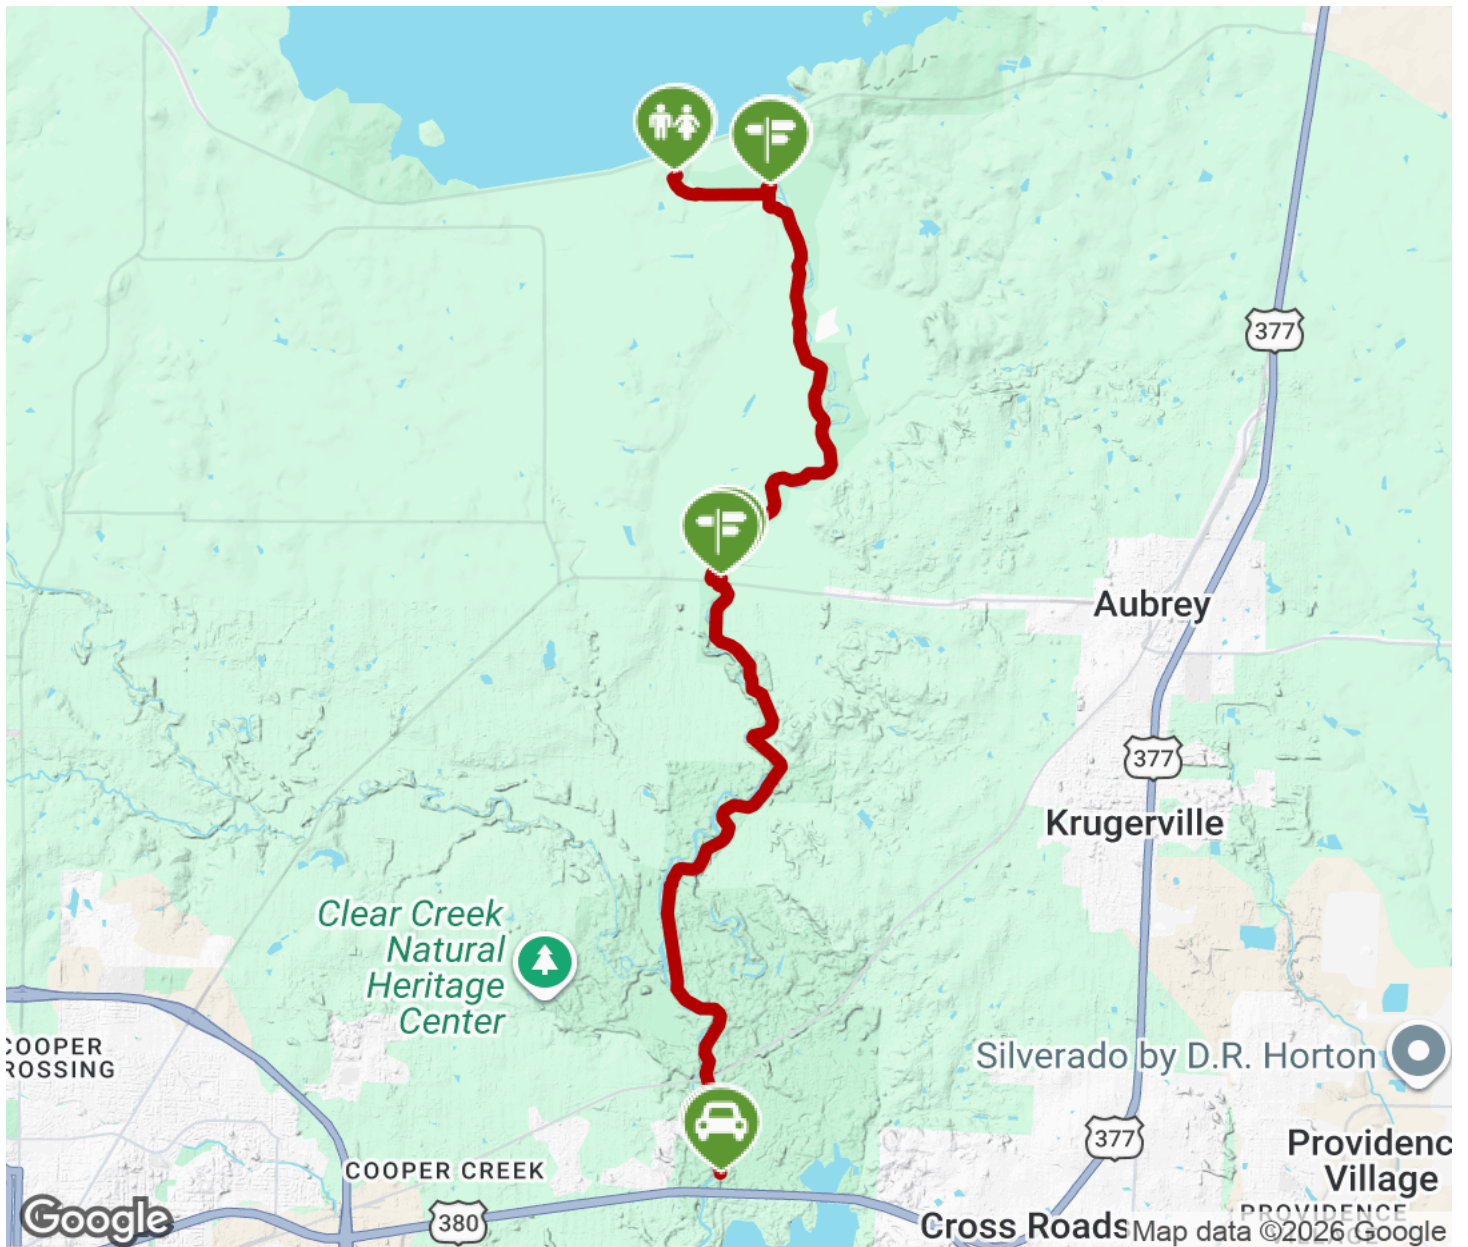 377
Aubrey
377
Krugerville
Clear Creek
Natural
Heritage
Center
COOPER
ROSSING
Silverado by D.R. Horton
377
Providenc
Village
COOPER CREEK
380
PROVIDENCE
Cross Roads
Google
Map data ©2026 Google